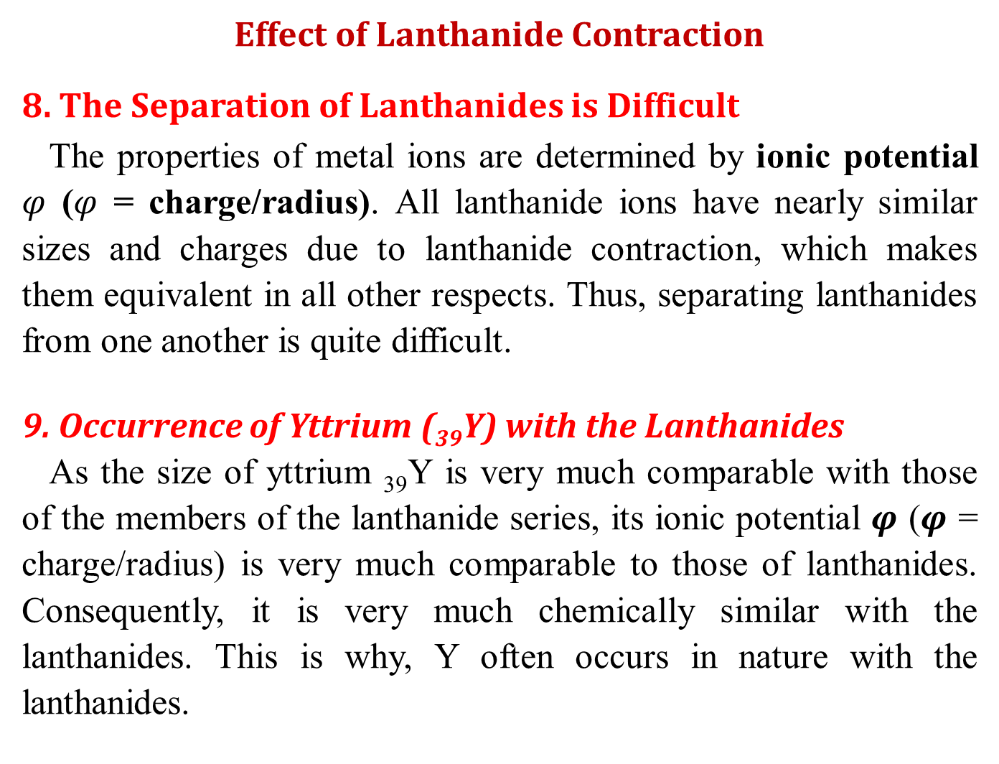 Effect of Lanthanide Contraction
8. The Separation of Lanthanides is Difficult
The properties of metal ions are determined by ionic potential
φ (φ = charge/radius). All lanthanide ions have nearly similar
sizes and charges due to lanthanide contraction, which makes
them equivalent in all other respects. Thus, separating lanthanides
from one another is quite difficult.
9. Occurrence of Yttrium (₃₉Y) with the Lanthanides
As the size of yttrium ₃₉Y is very much comparable with those
of the members of the lanthanide series, its ionic potential φ (φ =
charge/radius) is very much comparable to those of lanthanides.
Consequently, it is very much chemically similar with the
lanthanides. This is why, Y often occurs in nature with the
lanthanides.